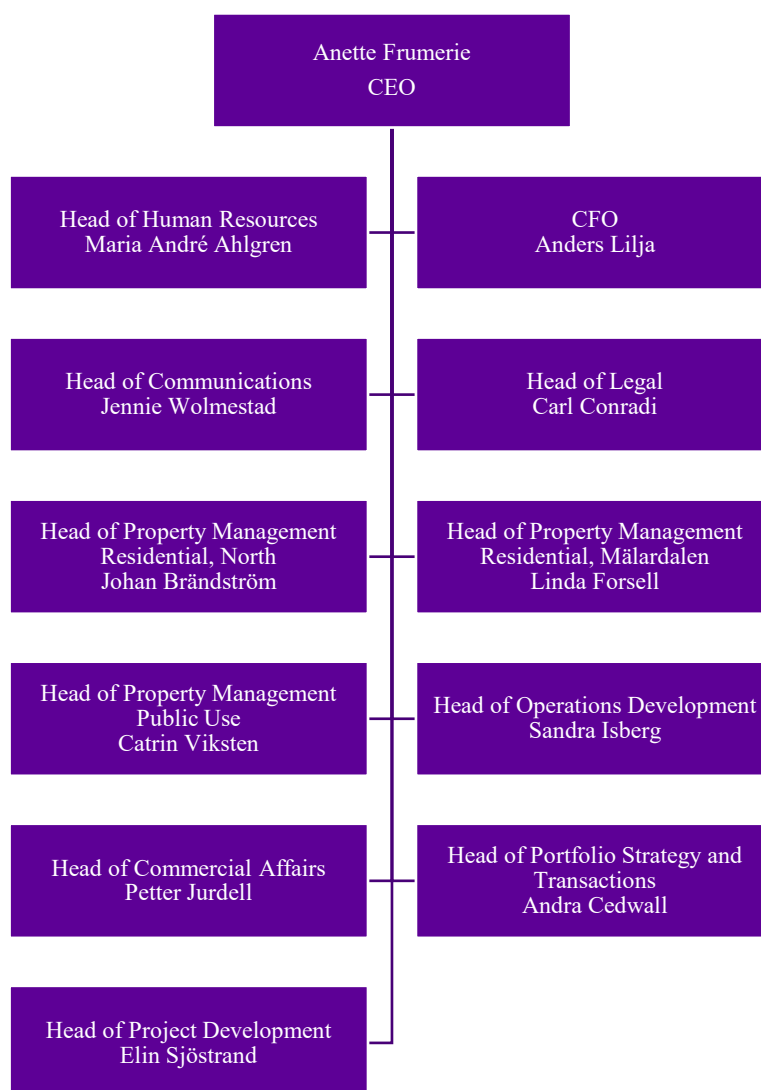 Anette Frumerie
CEO
Head of Human Resources
Maria André Ahlgren
CFO
Anders Lilja
Head of Communications
Jennie Wolmestad
Head of Legal
Carl Conradi
Head of Property Management
Residential, North
Johan Brändström
Head of Property Management
Residential, Mälardalen
Linda Forsell
Head of Property Management
Public Use
Catrin Viksten
Head of Operations Development
Sandra Isberg
Head of Commercial Affairs
Petter Jurdell
Head of Portfolio Strategy and
Transactions
Andra Cedwall
Head of Project Development
Elin Sjöstrand